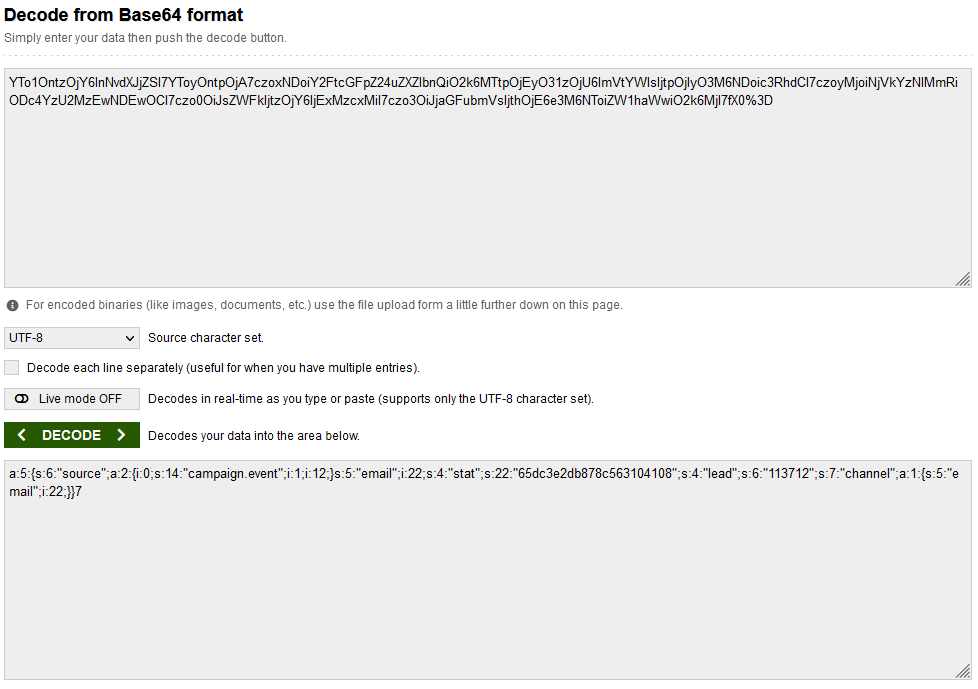 Decode from Base64 format
Simply enter your data then push the decode button.
YTo1OntzOjY6InNvdXJjZSI7YToyOntpOjA7czoxNDoiY2FtcGFpZ24uZXZlbnQiO2k6MTtpOjEyO31zOjU6ImVtYWlsIjtpOjIyO3M6NDoic3RhdCI7czoyMjoiNjVkYzNlMmRi
ODc4YzU2MzEwNDEwOCI7czo0OiJsZWFkIjtzOjY6IjExMzcxMiI7czo3OiJjaGFubmVsIjthOjE6e3M6NToiZW1haWwiO2k6MjI7fX0%3D
For encoded binaries (like images, documents, etc.) use the file upload form a little further down on this page.
UTF-8 Source character set.
Decode each line separately (useful for when you have multiple entries).
Live mode OFF Decodes in real-time as you type or paste (supports only the UTF-8 character set).
DECODE Decodes your data into the area below.
a:5:{s:6:"source";a:2:{i:0;s:14:"campaign.event";i:1;i:12;}s:5:"email";i:22;s:4:"stat";s:22:"65dc3e2db878c563104108";s:4:"lead";s:6:"113712";s:7:"channel";a:1:{s:5:"e
mail";i:22;}}7